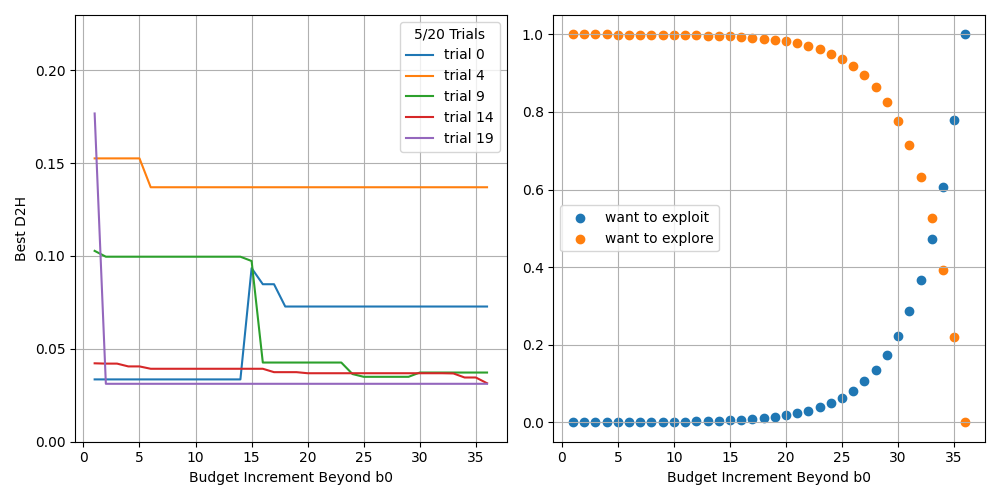 5/20 Trials
trial 0
trial 4
trial 9
trial 14
trial 19
0.20
0.15
0.10
0.05
0.00
Best D2H
0 5 10 15 20 25 30 35
Budget Increment Beyond b0
1.0
0.8
0.6
0.4
0.2
0.0
want to exploit
want to explore
0 5 10 15 20 25 30 35
Budget Increment Beyond b0